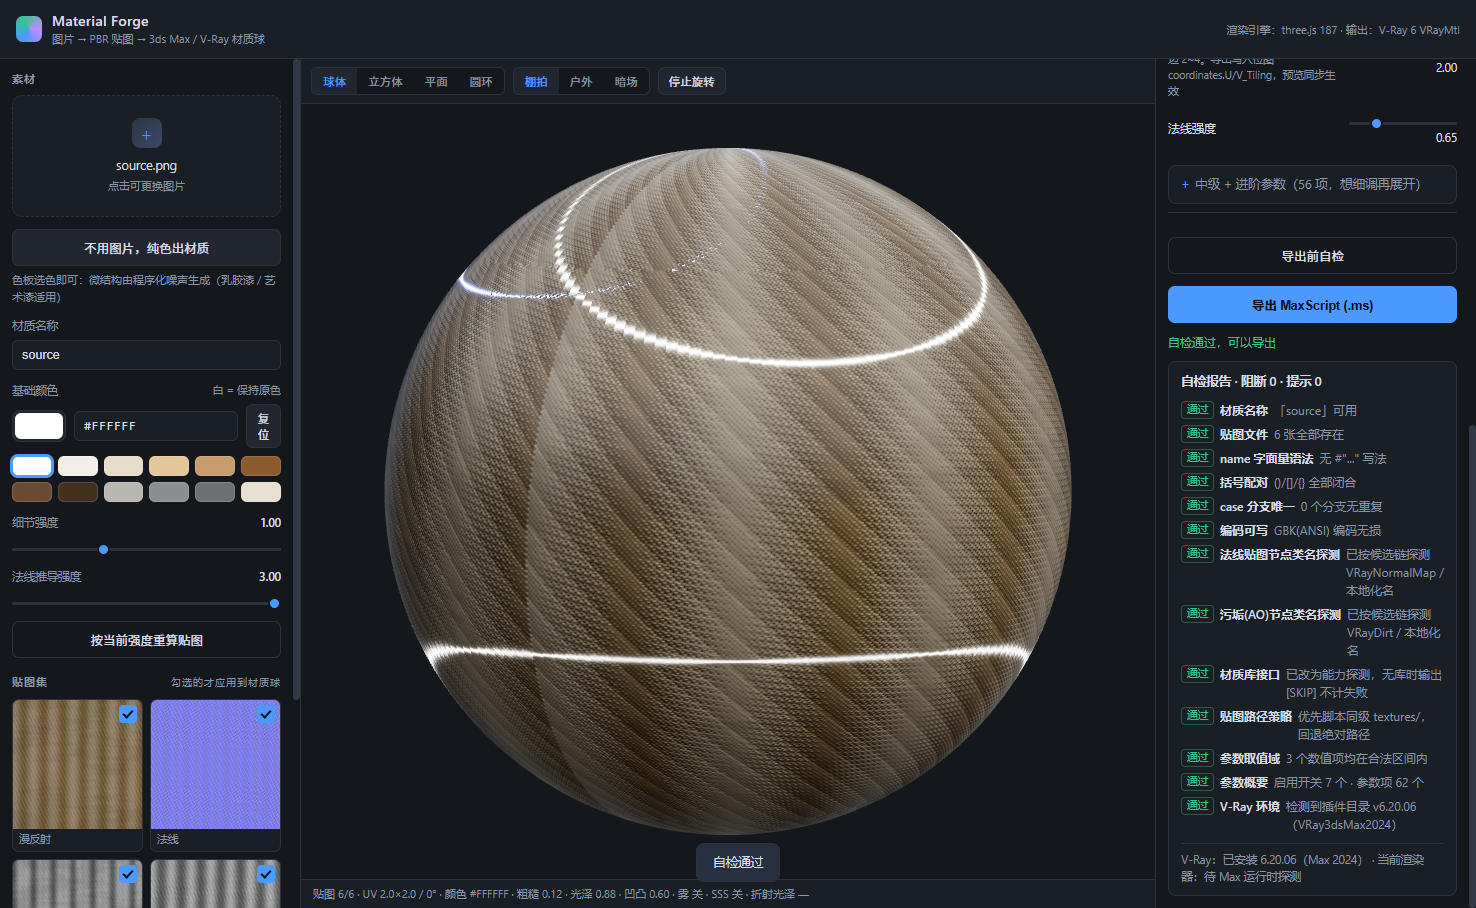 Material Forge
图片 → PBR 贴图 → 3ds Max / V-Ray 材质球
渲染引擎：three.js 187 · 输出：V-Ray 6 VRayMtl
素材
+
source.png
点击可更换图片
不用图片，纯色出材质
色板选色即可：微结构由程序化噪声生成（乳胶漆 / 艺
术漆适用）
材质名称
source
基础颜色
白 = 保持原色
#FFFFFF
复
位
细节强度
1.00
法线推导强度
3.00
按当前强度重算贴图
贴图集
勾选的才应用到材质球
漫反射
法线
球体
立方体
平面
圆环
棚拍
户外
暗场
停止旋转
自检通过
贴图 6/6 · UV 2.0×2.0 / 0° · 颜色 #FFFFFF · 粗糙 0.12 · 光泽 0.88 · 凹凸 0.60 · 雾 关 · SSS 关 · 折射光泽 —
coordinates.U/V_Tiling，预览同步生
效
2.00
法线强度
0.65
+ 中级 + 进阶参数（56 项，想细调再展开）
导出前自检
导出 MaxScript (.ms)
自检通过，可以导出
自检报告 · 阻断 0 · 提示 0
通过 材质名称 「source」可用
通过 贴图文件 6 张全部存在
通过 name 字面量语法 无 #"..." 写法
通过 括号配对 ()/[]/{} 全部闭合
通过 case 分支唯一 0 个分支无重复
通过 编码可写 GBK(ANSI) 编码无损
通过 法线贴图节点类名探测 已按候选链探测
VRayNormalMap /
本地化名
通过 污垢(AO)节点类名探测 已按候选链探测
VRayDirt / 本地化
名
通过 材质库接口 已改为能力探测，无库时输出
[SKIP] 不计失败
通过 贴图路径策略 优先脚本同级 textures/，
回退绝对路径
通过 参数取值域 3 个数值项均在合法区间内
通过 参数概要 启用开关 7 个 · 参数项 62 个
通过 V-Ray 环境 检测到插件目录 v6.20.06
（VRay3dsMax2024）
V-Ray：已安装 6.20.06（Max 2024） · 当前渲染
器：待 Max 运行时探测